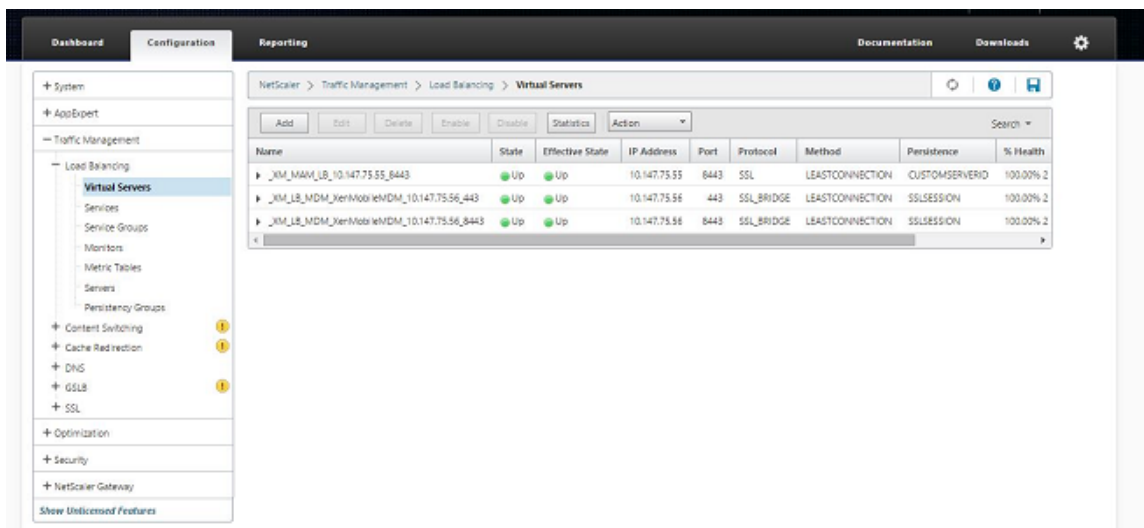 Dashboard Configuration Reporting Documentation Downloads
+ System
NetScaler > Traffic Management > Load Balancing > Virtual Servers
+ AppExpert
Add Edit Delete Enable Disable Statistics Action Search
− Traffic Management
Name State Effective State IP Address Port Protocol Method Persistence % Health
− Load Balancing
_XM_MAM_LB_10.147.75.55_8443 Up Up 10.147.75.55 8443 SSL LEASTCONNECTION CUSTOMSERVERID 100.00% 2
Virtual Servers
_XM_LB_MDM_XenMobileMDM_10.147.75.56_443 Up Up 10.147.75.56 443 SSL_BRIDGE LEASTCONNECTION SSLSESSION 100.00% 2
Services
_XM_LB_MDM_XenMobileMDM_10.147.75.56_8443 Up Up 10.147.75.56 8443 SSL_BRIDGE LEASTCONNECTION SSLSESSION 100.00% 2
Service Groups
Monitors
Metric Tables
Servers
Persistency Groups
+ Content Switching !
+ Cache Redirection !
+ DNS
+ GSLB !
+ SSL
+ Optimization
+ Security
+ NetScaler Gateway
Show Unlicensed Features